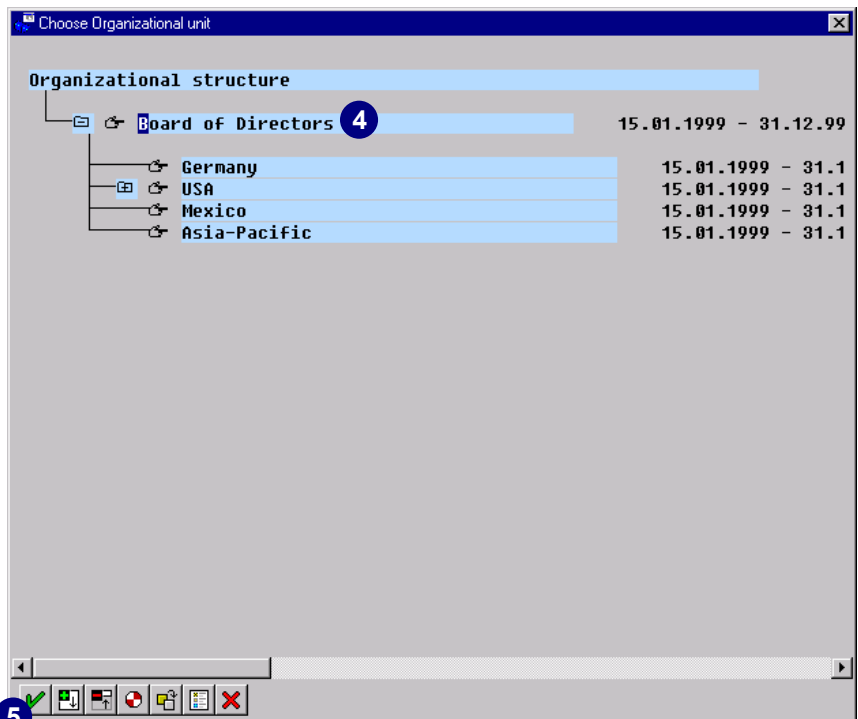 Choose Organizational unit
Organizational structure
Board of Directors 4 15.01.1999 - 31.12.99
Germany 15.01.1999 - 31.1
USA 15.01.1999 - 31.1
Mexico 15.01.1999 - 31.1
Asia-Pacific 15.01.1999 - 31.1
5